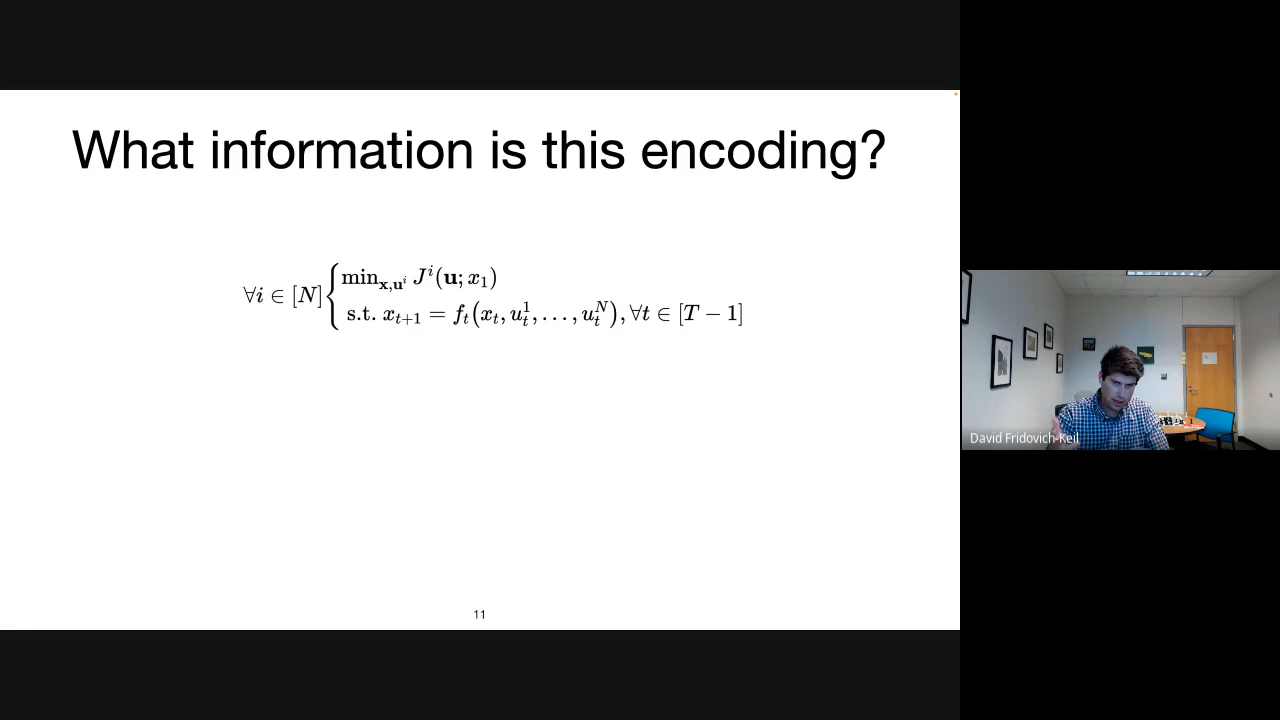 What information is this encoding?
∀i ∈ [N] { min_{𝐱,𝐮^i} J^i(𝐮; x_1)
s.t. x_{t+1} = f_t(x_t, u_t^1, …, u_t^N), ∀t ∈ [T − 1]
11
David Fridovich-Keil